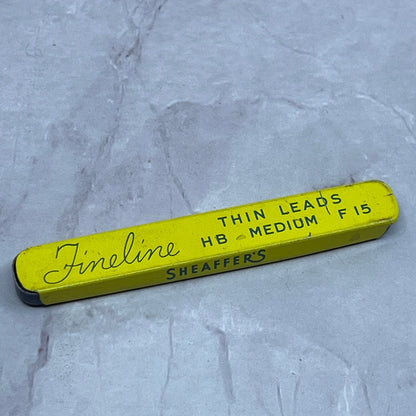 Fineline
THIN LEADS
HB MEDIUM F15
SHEAFFER'S